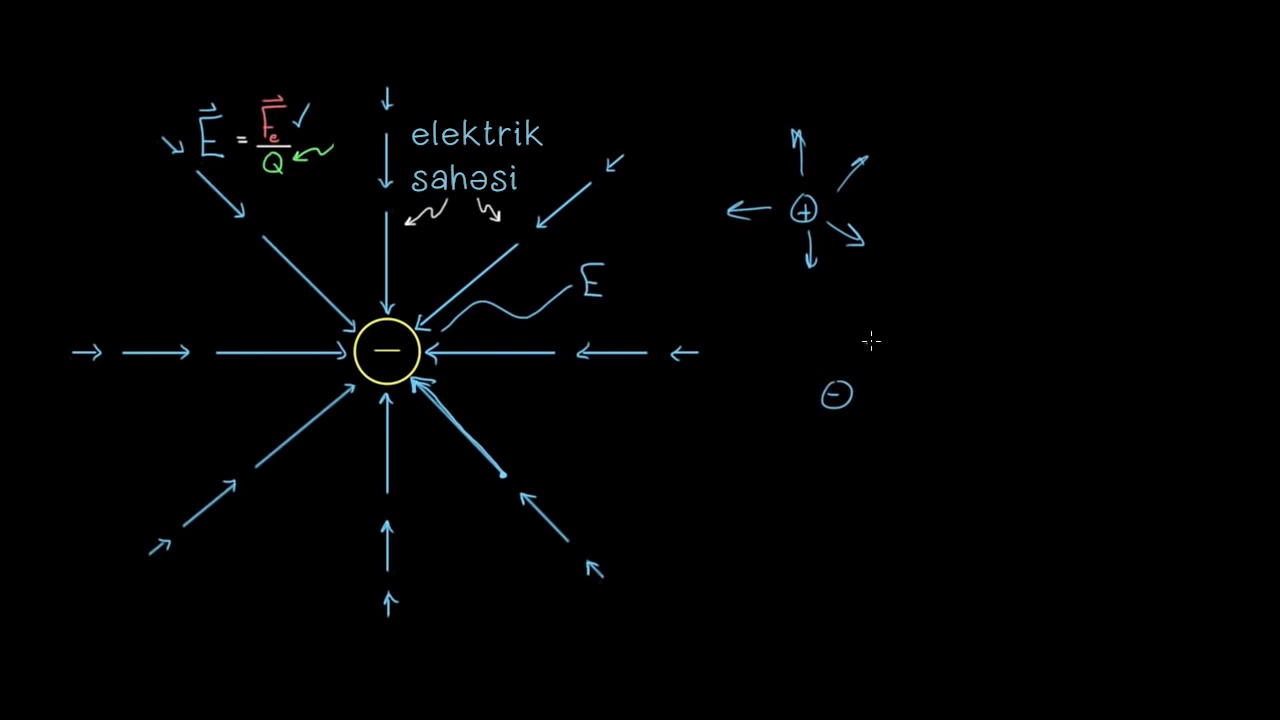 E = Fe/Q
elektrik
sahəsi
E
−
+
−